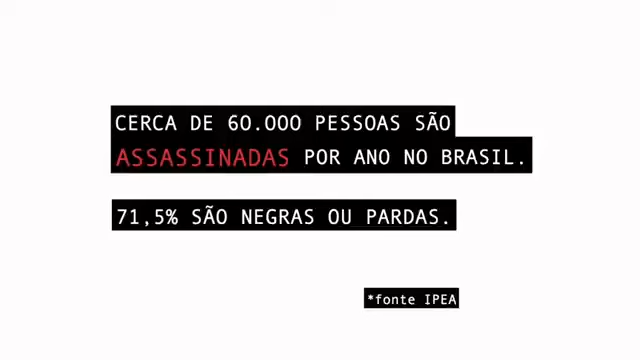 CERCA DE 60.000 PESSOAS SÃO
ASSASSINADAS POR ANO NO BRASIL.
71,5% SÃO NEGRAS OU PARDAS.
*fonte IPEA